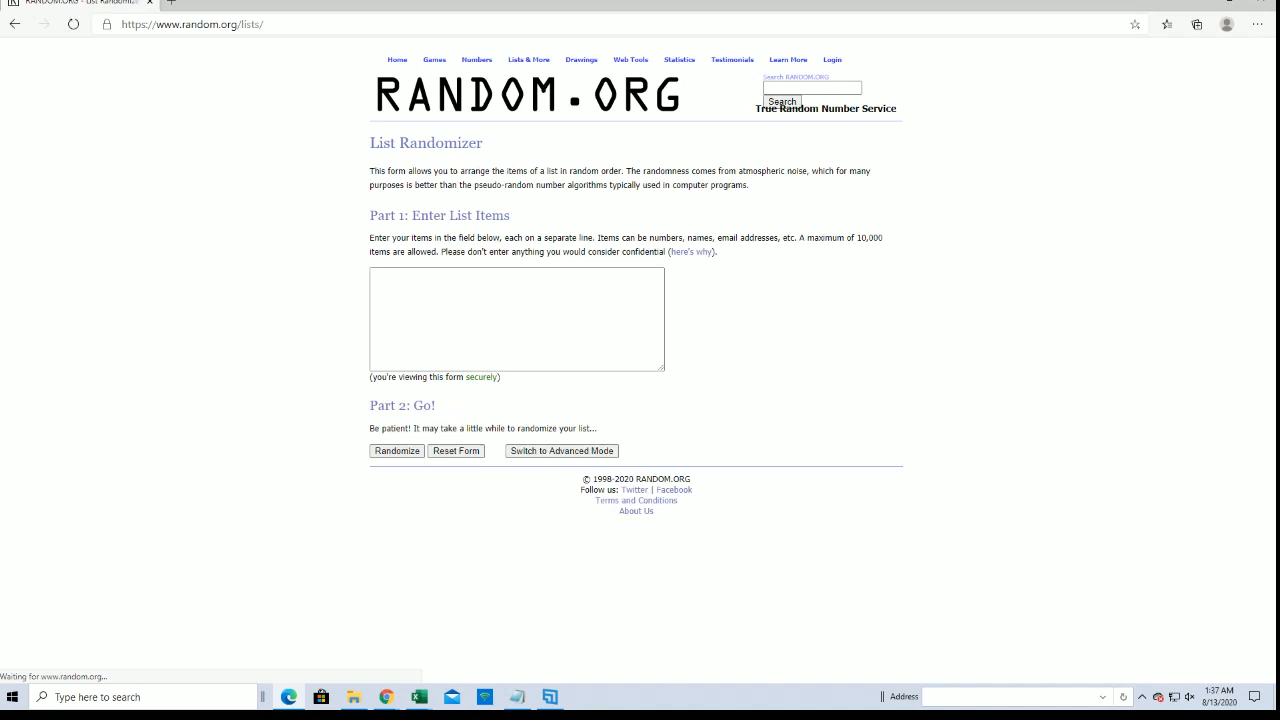 RANDOM.ORG - List Randomiz
https://www.random.org/lists/
Home Games Numbers Lists & More Drawings Web Tools Statistics Testimonials Learn More Login
RANDOM.ORG
Search RANDOM.ORG
Search
True Random Number Service
List Randomizer
This form allows you to arrange the items of a list in random order. The randomness comes from atmospheric noise, which for many
purposes is better than the pseudo-random number algorithms typically used in computer programs.
Part 1: Enter List Items
Enter your items in the field below, each on a separate line. Items can be numbers, names, email addresses, etc. A maximum of 10,000
items are allowed. Please don't enter anything you would consider confidential (here's why).
(you're viewing this form securely)
Part 2: Go!
Be patient! It may take a little while to randomize your list...
Randomize Reset Form Switch to Advanced Mode
© 1998-2020 RANDOM.ORG
Follow us: Twitter | Facebook
Terms and Conditions
About Us
Waiting for www.random.org...
Type here to search
Address
1:37 AM
8/13/2020